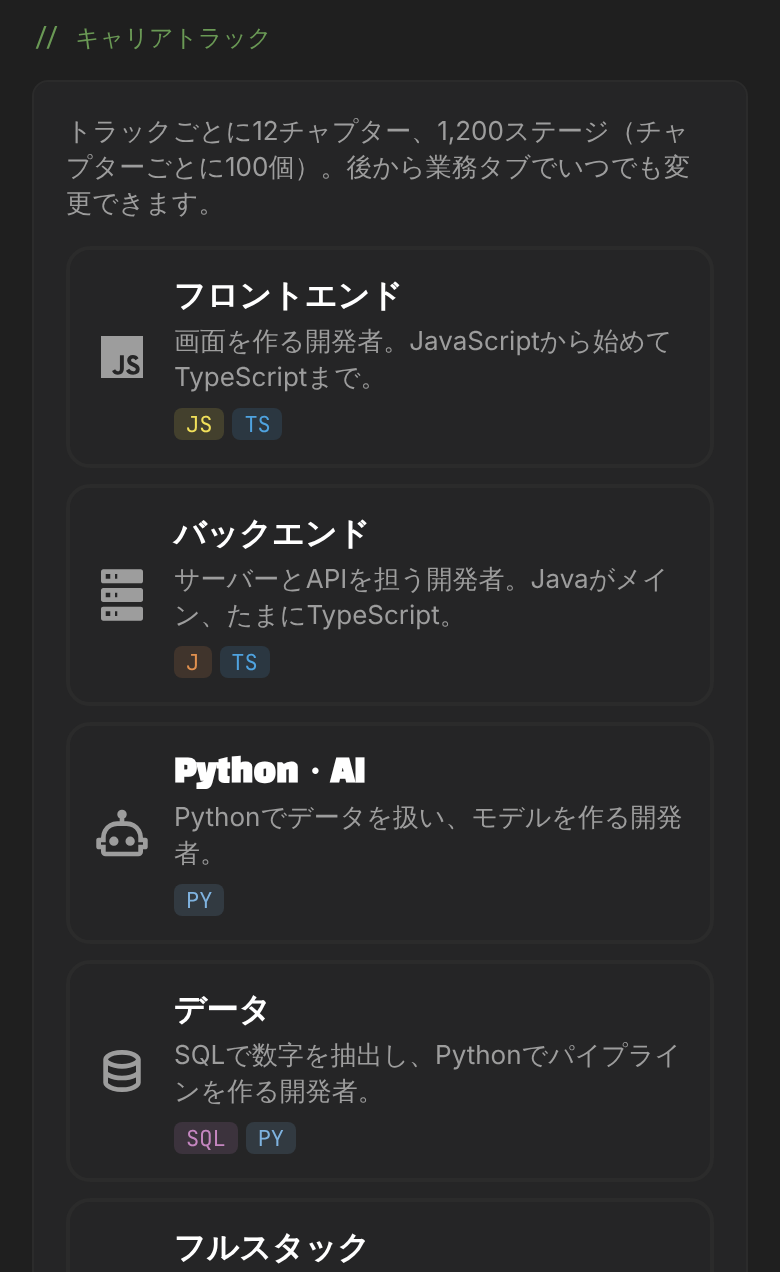 // キャリアトラック
トラックごとに12チャプター、1,200ステージ（チャ
プターごとに100個）。後から業務タブでいつでも変
更できます。
フロントエンド
画面を作る開発者。JavaScriptから始めて
TypeScriptまで。
JS
JS TS
バックエンド
サーバーとAPIを担う開発者。Javaがメイ
ン、たまにTypeScript。
J TS
Python · AI
Pythonでデータを扱い、モデルを作る開発
者。
PY
データ
SQLで数字を抽出し、Pythonでパイプライ
ンを作る開発者。
SQL PY
フルスタック